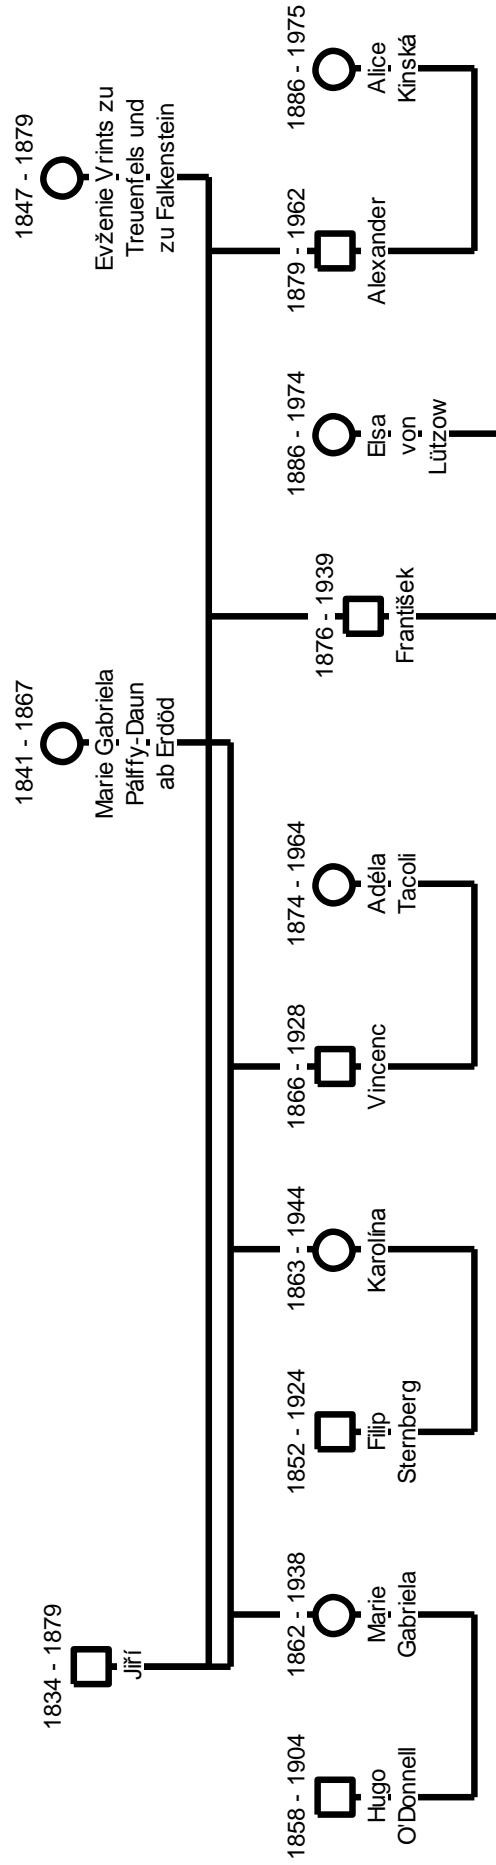 1834 - 1879
Jiří
1841 - 1867
Marie Gabriela
Pálffy-Daun
ab Erdöd
1847 - 1879
Evženie Vrints zu
Treuenfels und
zu Falkenstein
1858 - 1904
Hugo
O'Donnell
1862 - 1938
Marie
Gabriela
1852 - 1924
Filip
Sternberg
1863 - 1944
Karolína
1866 - 1928
Vincenc
1874 - 1964
Adéla
Tacoli
1876 - 1939
František
1886 - 1974
Elsa
von
Lützow
1879 - 1962
Alexander
1886 - 1975
Alice
Kinská